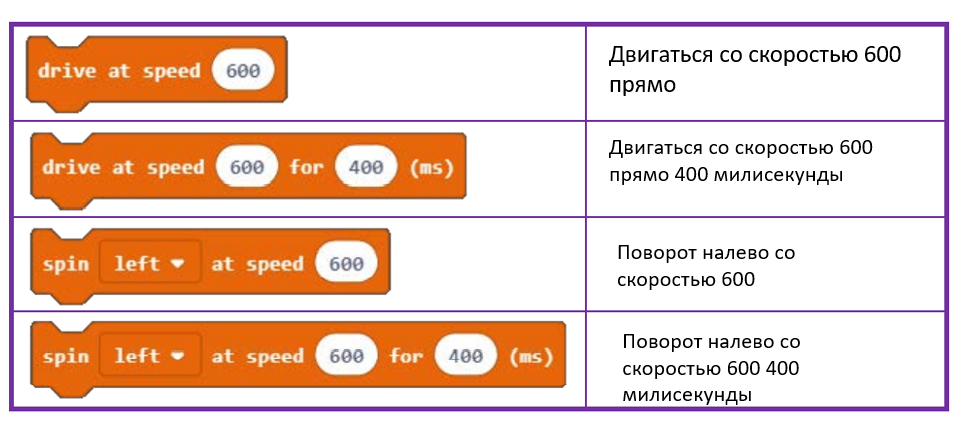 drive at speed 600
Двигаться со скоростью 600
прямо
drive at speed 600 for 400 (ms)
Двигаться со скоростью 600
прямо 400 милисекунды
spin left at speed 600
Поворот налево со
скоростью 600
spin left at speed 600 for 400 (ms)
Поворот налево со
скоростью 600 400
милисекунды